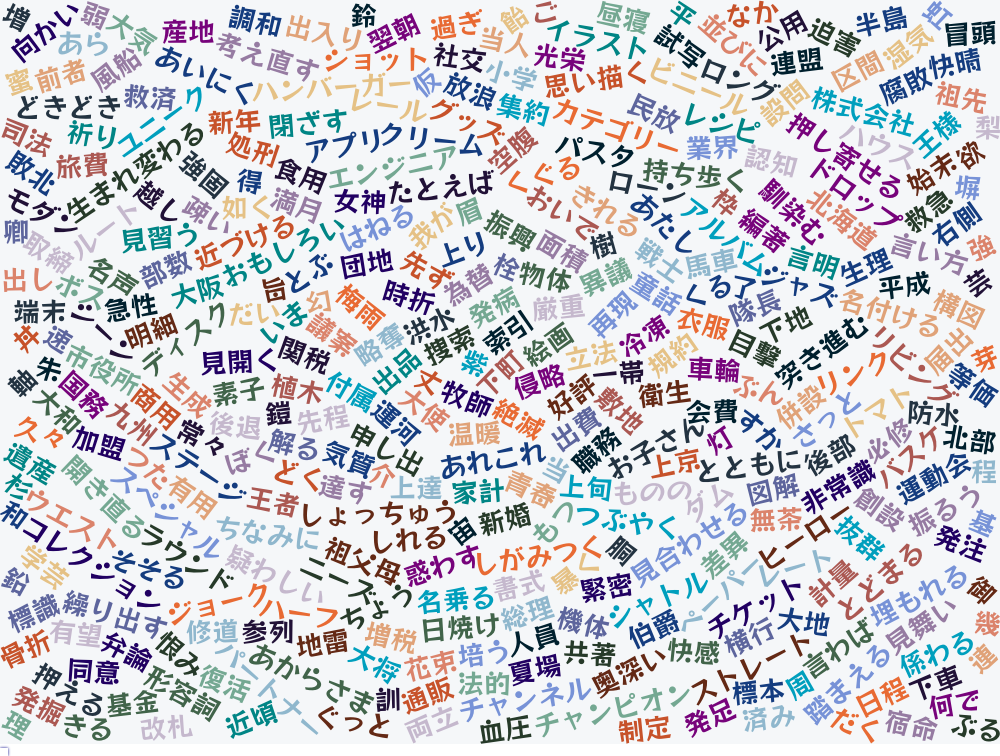 増
向かい
弱
大気
あら
産地
調和
出入り
鈴
翌朝
過ぎ
飴
当人
ご
イラスト
昼寝
平
なか
並びに
公用
迫害
半島
虹
冒頭
蜜
前者
風船
考え直す
ショット
社交
光栄
試写
ロング
連盟
区間
湿気
快晴
腐敗
あいにく
ハンバーガー
仮
放浪
小学
思い描く
ビニール
設問
株式会社
王様
祖先
梨
どきどき
救済
ユニーク
レール
グッズ
集約
カテゴリー
民放
レシピ
押し寄せる
ハウス
司法
祈り
新年
閉ざす
アプリ
クリーム
空腹
パスタ
業界
認知
ドロップ
始末
欲
敗北
旅費
生まれ変わる
処刑
食用
エンジニア
くぐる
ローン
持ち歩く
枠
馴染む
北海道
救急
塀
モダン
越し
強固
得
満月
女神
たとえば
おいで
きれる
あたし
アルバム
編著
右側
卿
取締
ルート
疎い
如く
はねる
我が
眉
振興
面積
樹
戦士
馬車
言明
生理
言い方
強
見習う
近づける
おもしろい
上り
出し
ボス
名声
部数
大阪
旨
とぶ
団地
先ず
為替
栓
物体
異議
童話
くる
了
ジャズ
平成
芸
端末
シーン
急性
だい
幻
梅雨
時折
発病
厳重
再現
隊長
名付ける
構図
丼
速
明細
ディスク
いま
議案
略奪
洪水
捜索
索引
絵画
冷凍
衣服
目下
地
突き進む
リビング
届出
芽
朱
市役所
見開く
関税
出品
紫
下町
立法
規約
目撃
車輪
リンク
等価
国務
生成
素子
植木
付属
丈
牧師
侵略
好評
一帯
衛生
ぶん
併設
マト
大和
九州
商用
後退
鎧
先程
運河
大使
絶滅
敷地
会費
すか
さっと
防水
久々
加盟
常々
ぼく
解る
気質
申し出
温暖
出費
職務
お子さん
灯
必修
バスケ
北部
つた
ステージ
介
あれこれ
当
上京
とともに
後部
遺産
開き直る
スペシャル
有用
どく
達す
上達
家計
青春
上旬
ものの
ダム
図解
非常識
運動会
程
杉
ウエスト
王者
しょっちゅう
宙
新婚
もつ
つぶやく
無茶
創設
振るう
基
和
コレクション
ラウンド
ちなみに
祖父母
しれる
胴
見合わせる
差異
ヒーロー
抜群
発注
学芸
そそる
疑わしい
ニーズ
惑わす
しがみつく
鉛
標識
繰り出す
ジョーク
ハーフ
ちょう
名乗る
書式
暴く
緊密
シャトル
ペーパー
レート
計量
とどまる
埋もれる
商
骨折
有望
弁論
恨み
修道
参列
地雷
増税
日焼け
総理
機体
伯爵
チケット
大地
見舞い
幾
同意
形容詞
復活
パートナー
あからさま
大将
花束
培う
人員
夏場
共著
奥深い
快感
横行
言わば
係わる
連
押える
発掘
基金
訓
通販
法的
チャンネル
ストレート
標本
周
踏まえる
日程
下車
理
きる
改札
近頃
ぐっと
両立
血圧
チャンピオン
制定
発足
済み
だく
宿命
何で
ぶる